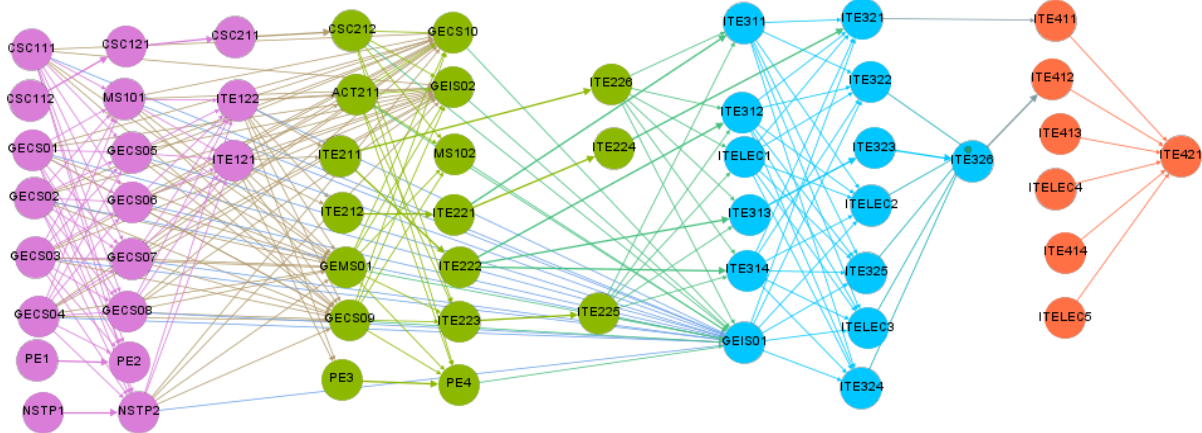 CSC111
CSC112
GECS01
GECS02
GECS03
GECS04
PE1
NSTP1
CSC121
MS101
GECS05
GECS06
GECS07
GECS08
PE2
NSTP2
CSC211
ITE122
ITE121
CSC212
ACT211
ITE211
ITE212
GEMS01
GECS09
PE3
GECS10
GEIS02
MS102
ITE221
ITE222
ITE223
PE4
ITE226
ITE224
ITE225
ITE311
ITE312
ITELEC1
ITE313
ITE314
GEIS01
ITE321
ITE322
ITE323
ITELEC2
ITE325
ITELEC3
ITE324
ITE326
ITE411
ITE412
ITE413
ITELEC4
ITE414
ITELEC5
ITE421